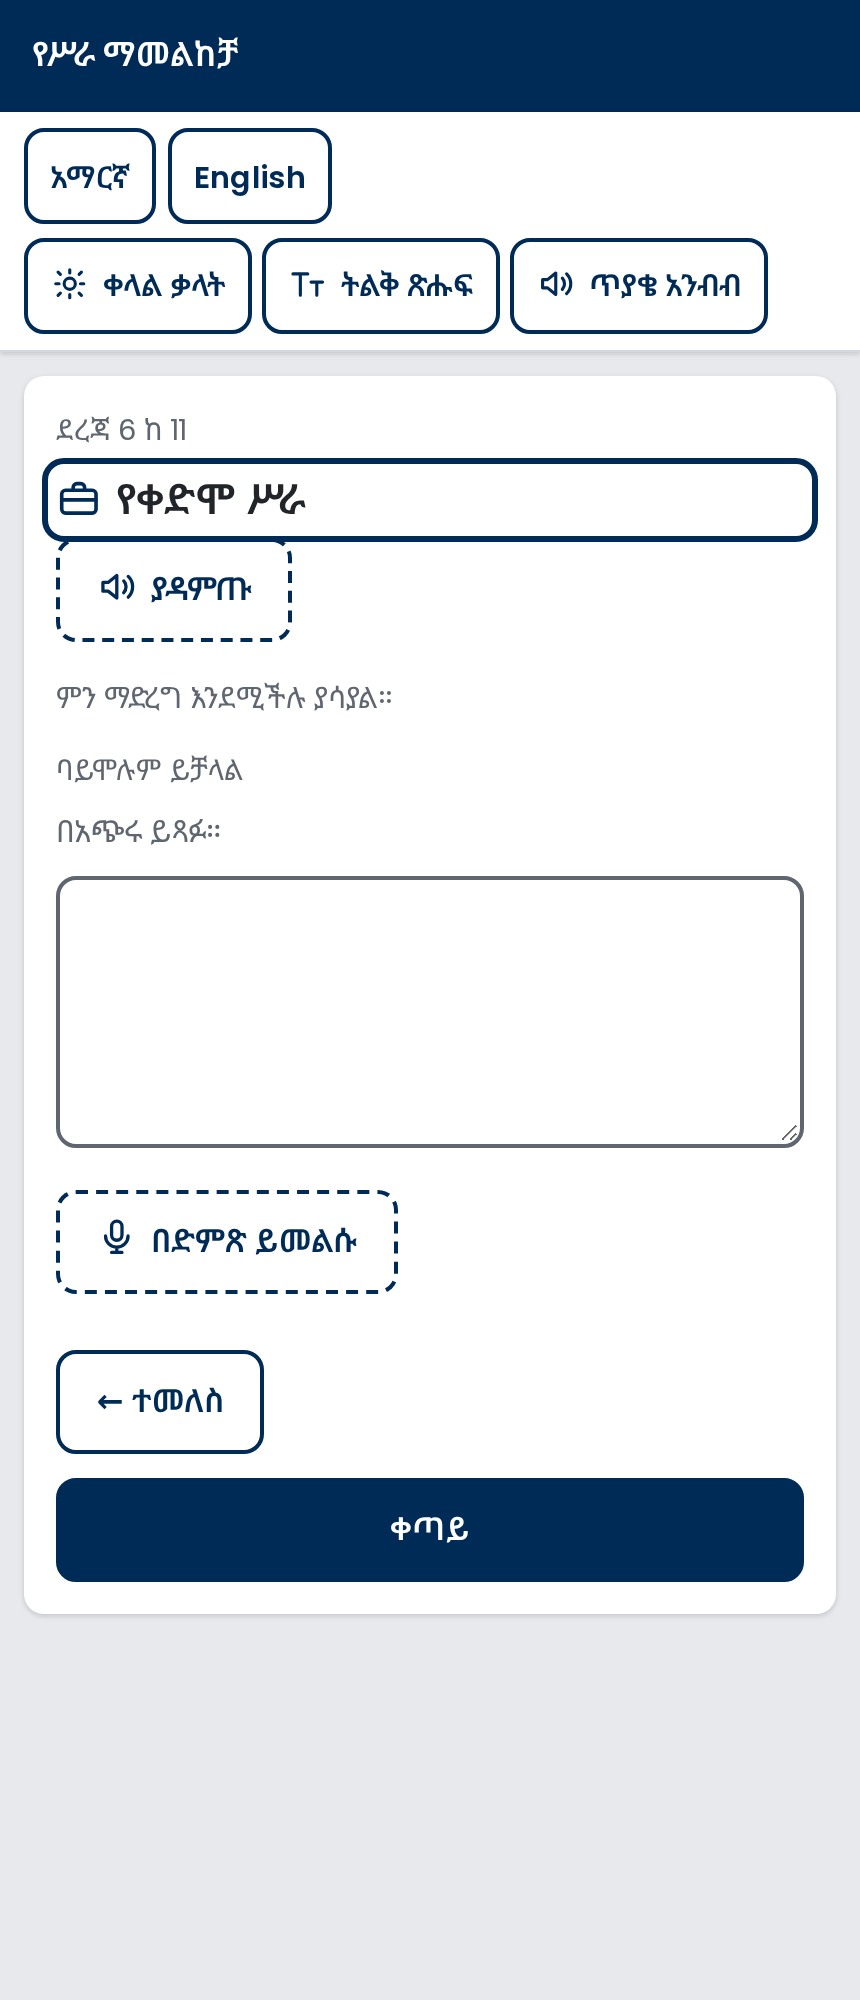 የሥራ ማመልከቻ
አማርኛ
English
ቀላል ቃላት
ትልቅ ጽሑፍ
ጥያቄ አንብብ
ደረጃ 6 ከ 11
የቀድሞ ሥራ
ያዳምጡ
ምን ማድረግ እንደሚችሉ ያሳያል።
ባይሞሉም ይቻላል
በአጭሩ ይጻፉ።
በድምጽ ይመልሱ
← ተመለስ
ቀጣይ